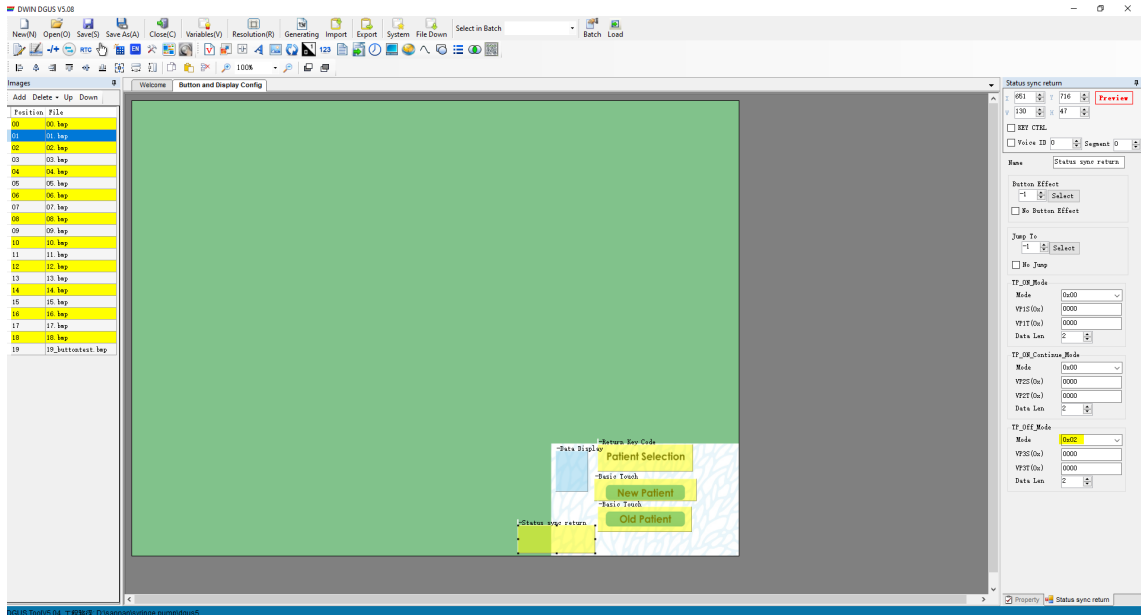 DWIN DGUS V5.08
New(N) Open(O) Save(S) Save As(A) Close(C) Variables(V) Resolution(R) Generating Import Export System File Down Select in Batch Batch Load
RTC EN 123
100%
Images
Welcome Button and Display Config
Status sync return
Add Delete Up Down
Position File
00 00.bmp
01 01.bmp
02 02.bmp
03 03.bmp
04 04.bmp
05 05.bmp
06 06.bmp
07 07.bmp
08 08.bmp
09 09.bmp
10 10.bmp
11 11.bmp
12 12.bmp
13 13.bmp
14 14.bmp
15 15.bmp
16 16.bmp
17 17.bmp
18 18.bmp
19 19_buttontest.bmp
-Return Key Code
-Data Display
Patient Selection
-Basic Touch
New Patient
-Basic Touch
Old Patient
-Status sync return
651 716 Preview
130 47
KEY CTRL
Voice ID 0 Segment 0
Name Status sync return
Button Effect
-1 Select
No Button Effect
Jump To
-1 Select
No Jump
TP_ON_Mode
Mode 0x00
VP1S(0x) 0000
VP1T(0x) 0000
Data Len 2
TP_ON_Continue_Mode
Mode 0x00
VP2S(0x) 0000
VP2T(0x) 0000
Data Len 2
TP_Off_Mode
Mode 0x02
VP3S(0x) 0000
VP3T(0x) 0000
Data Len 2
Property Status sync return